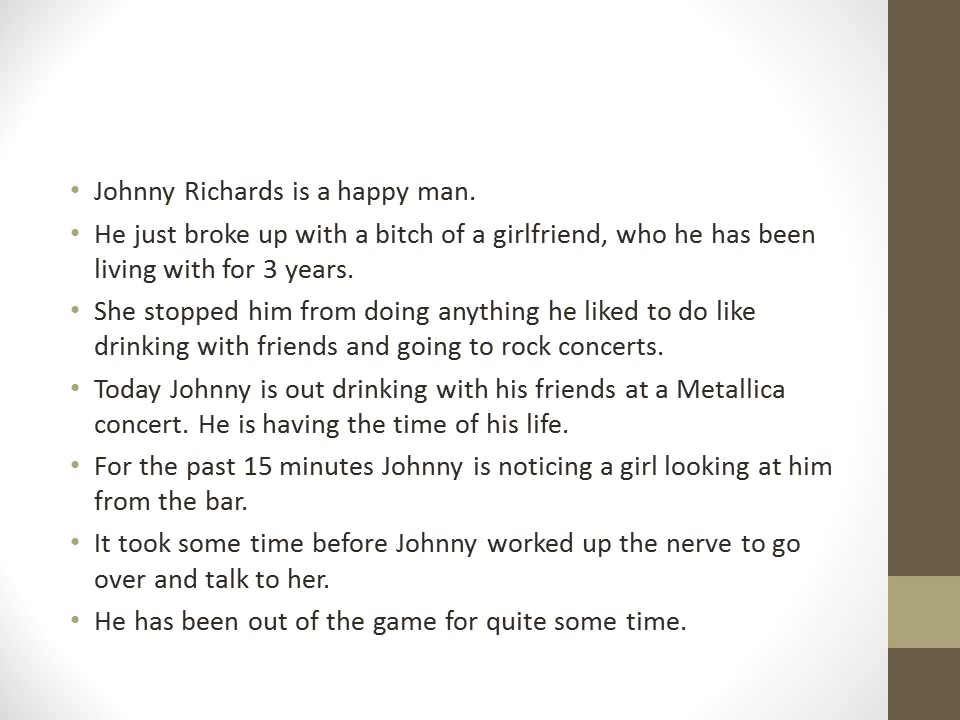 • Johnny Richards is a happy man.
• He just broke up with a bitch of a girlfriend, who he has been
living with for 3 years.
• She stopped him from doing anything he liked to do like
drinking with friends and going to rock concerts.
• Today Johnny is out drinking with his friends at a Metallica
concert. He is having the time of his life.
• For the past 15 minutes Johnny is noticing a girl looking at him
from the bar.
• It took some time before Johnny worked up the nerve to go
over and talk to her.
• He has been out of the game for quite some time.